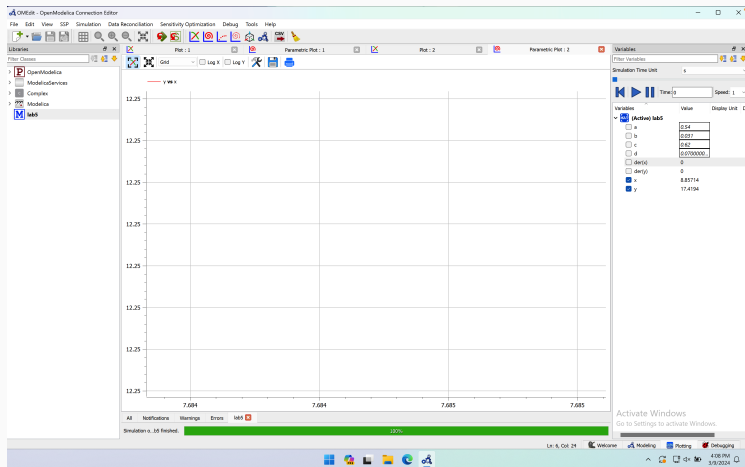 OMEdit - OpenModelica Connection Editor
File Edit View SSP Simulation Data Reconciliation Sensitivity Optimization Debug Tools Help
Libraries
Filter Classes
P OpenModelica
ModelicaServices
Complex
Modelica
M lab5
Plot : 1
Parametric Plot : 1
Plot : 2
Parametric Plot : 2
Grid
Log X
Log Y
y vs x
12.25
12.25
12.25
12.25
12.25
12.25
12.25
12.25
7.684
7.684
7.685
7.685
All Notifications Warnings Errors lab5
Simulation o...b5 finished.
100%
Variables
Filter Variables
Simulation Time Unit s
Time: 0 Speed: 1
Variables Value Display Unit
(Active) lab5
a 0.54
b 0.031
c 0.62
d 0.0700000...
der(x) 0
der(y) 0
x 8.85714
y 17.4194
Activate Windows
Go to Settings to activate Windows.
Ln: 6, Col: 24 Welcome Modeling Plotting Debugging
4:08 PM
3/9/2024